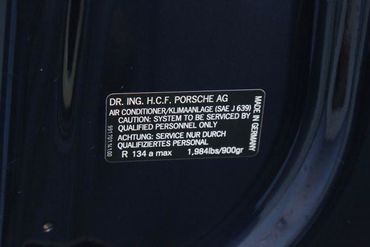 DR. ING. H.C.F. PORSCHE AG
AIR CONDITIONER/KLIMAANLAGE (SAE J 639)
CAUTION: SYSTEM TO BE SERVICED BY
QUALIFIED PERSONNEL ONLY
ACHTUNG: SERVICE NUR DURCH
QUALIFIZIERTES PERSONAL
R 134 a max 1,984lbs/900gr
MADE IN GERMANY